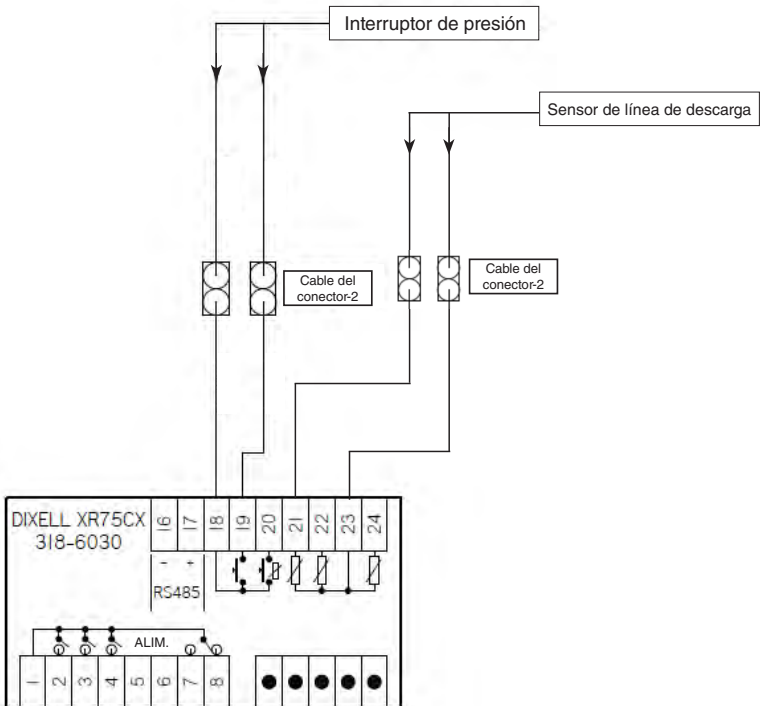 Interruptor de presión
Sensor de línea de descarga
Cable del
conector-2
Cable del
conector-2
DIXELL XR75CX
318-6030
16 17 18 19 20 21 22 23 24
- +
RS485
ALIM.
1 2 3 4 5 6 7 8